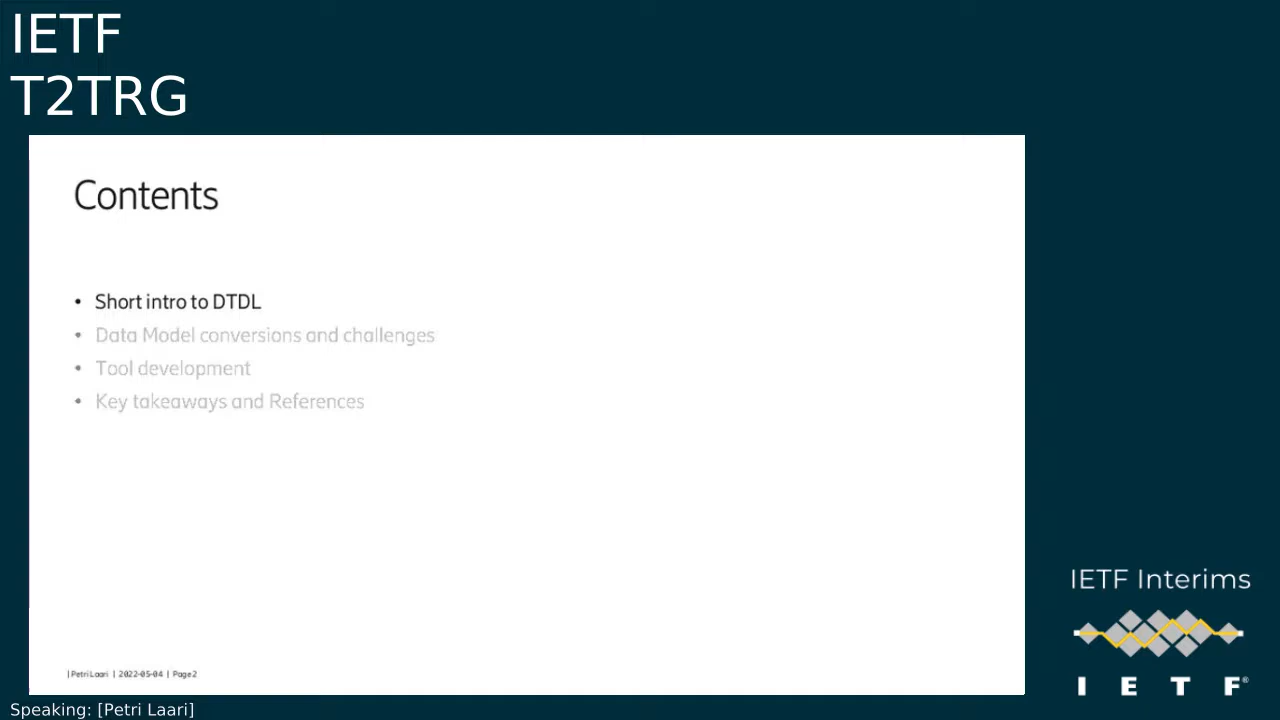 IETF
T2TRG
Contents
• Short intro to DTDL
• Data Model conversions and challenges
• Tool development
• Key takeaways and References
| Petri Laari | 2022-05-04 | Page 2
IETF Interims
I E T F®
Speaking: [Petri Laari]